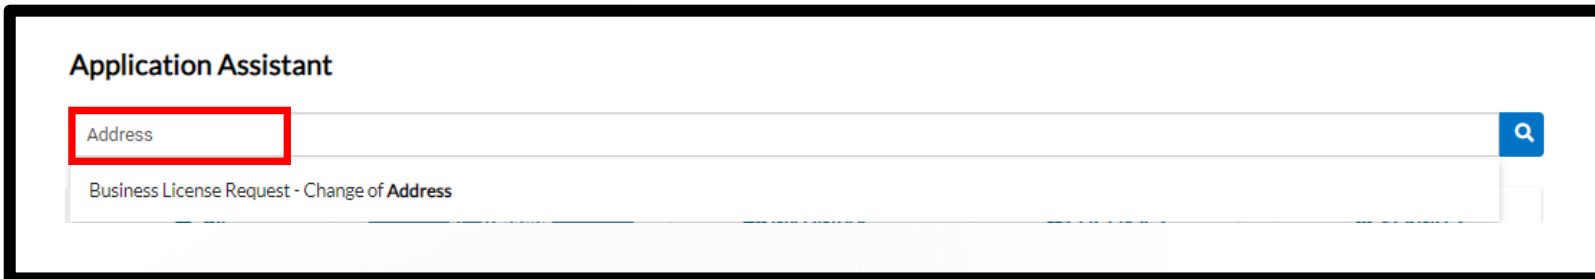 Application Assistant
Address
Business License Request - Change of Address